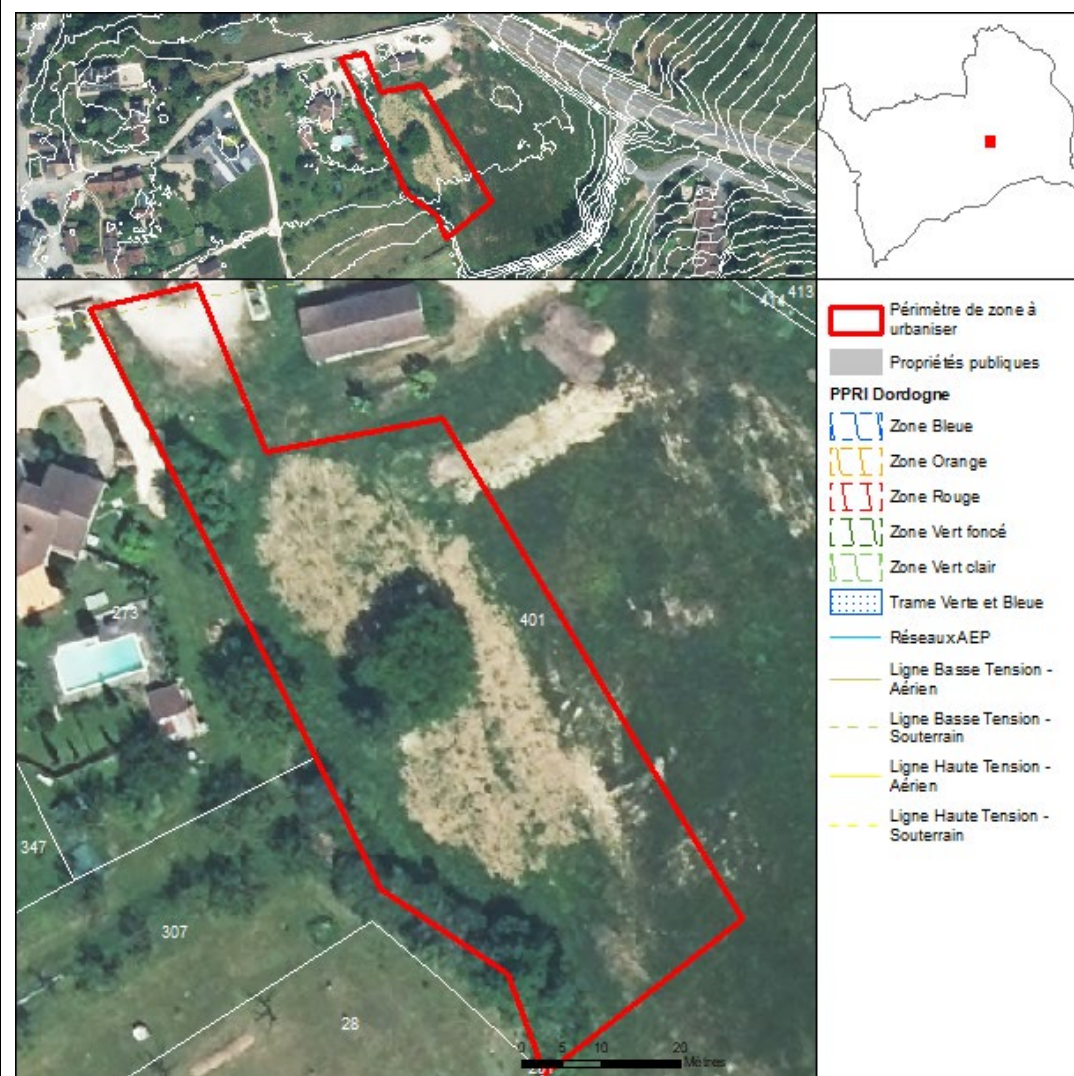 413
414
401
273
347
307
28
0 5 10 20
Mètres
Périmètre de zone à
urbaniser
Propriétés publiques
PPRI Dordogne
Zone Bleue
Zone Orange
Zone Rouge
Zone Vert foncé
Zone Vert clair
Trame Verte et Bleue
Réseaux AEP
Ligne Basse Tension -
Aérien
Ligne Basse Tension -
Souterrain
Ligne Haute Tension -
Aérien
Ligne Haute Tension -
Souterrain